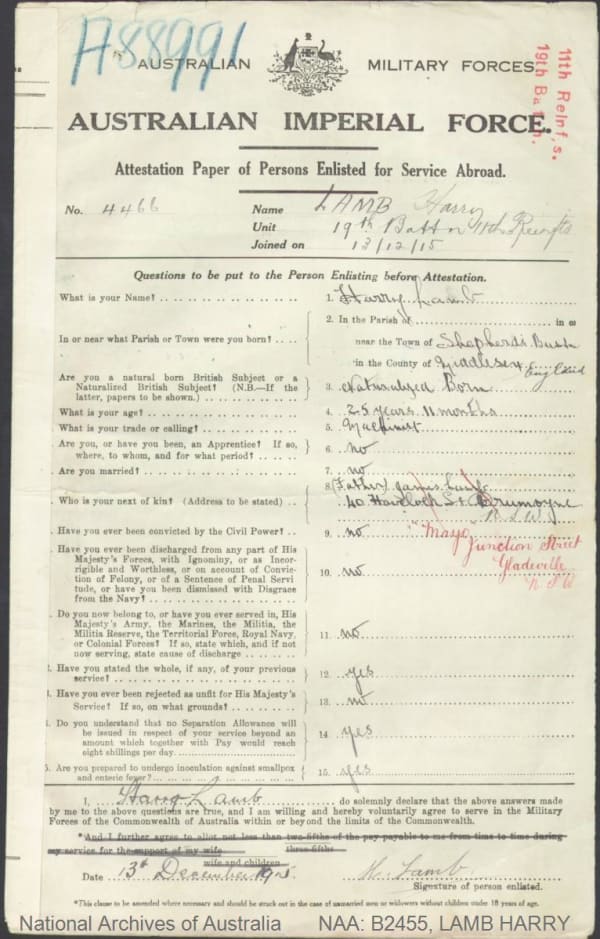 A88991
AUSTRALIAN MILITARY FORCES.
11th Reinf,s.
19th Battn.
AUSTRALIAN IMPERIAL FORCE.
Attestation Paper of Persons Enlisted for Service Abroad.
No. 4466 Name LAMB Harry
Unit 19th Battn 11th Reinfts
Joined on 13/12/15
Questions to be put to the Person Enlisting before Attestation.
What is your Name? 1. Harry Lamb
In or near what Parish or Town were you born? 2. In the Parish of in or
near the Town of Shepherds Bush
in the County of Middlesex England
Are you a natural born British Subject or a
Naturalized British Subject? (N.B.—If the
latter, papers to be shown.) 3. Naturalized Born
What is your age? 4. 25 years 11 months
What is your trade or calling? 5. Machinist
Are you, or have you been, an Apprentice? If so,
where, to whom, and for what period? 6. no
Are you married? 7. no
Who is your next of kin? (Address to be stated) 8. (Father) James Lamb
40 Havelock St Drumoyne
N.S.W.
Have you ever been convicted by the Civil Power? 9. no
"Mayo" Junction Street
Gladeville
N.S.W
Have you ever been discharged from any part of His
Majesty's Forces, with Ignominy, or as Incor-
rigible and Worthless, or on account of Convic-
tion of Felony, or of a Sentence of Penal Servi-
tude, or have you been dismissed with Disgrace
from the Navy? 10. no
Do you now belong to, or have you ever served in, His
Majesty's Army, the Marines, the Militia, the
Militia Reserve, the Territorial Force, Royal Navy,
or Colonial Forces? If so, state which, and if not
now serving, state cause of discharge 11. no
Have you stated the whole, if any, of your previous
service? 12. yes
Have you ever been rejected as unfit for His Majesty's
Service? If so, on what grounds? 13. no
Do you understand that no Separation Allowance will
be issued in respect of your service beyond an
amount which together with Pay would reach
eight shillings per day. 14. yes
5. Are you prepared to undergo inoculation against smallpox
and enteric fever? 15. yes
I, Harry Lamb do solemnly declare that the above answers made
by me to the above questions are true, and I am willing and hereby voluntarily agree to serve in the Military
Forces of the Commonwealth of Australia within or beyond the limits of the Commonwealth.
*And I further agree to allot not less than two-fifths of the pay payable to me from time to time during
three-fifths
my service for the support of my wife
wife and children.
Date 13th December 1915. H. Lamb
Signature of person enlisted.
*This clause to be amended where necessary and should be struck out in the case of unmarried men or widowers without children under 18 years of age.
National Archives of Australia NAA: B2455, LAMB HARRY